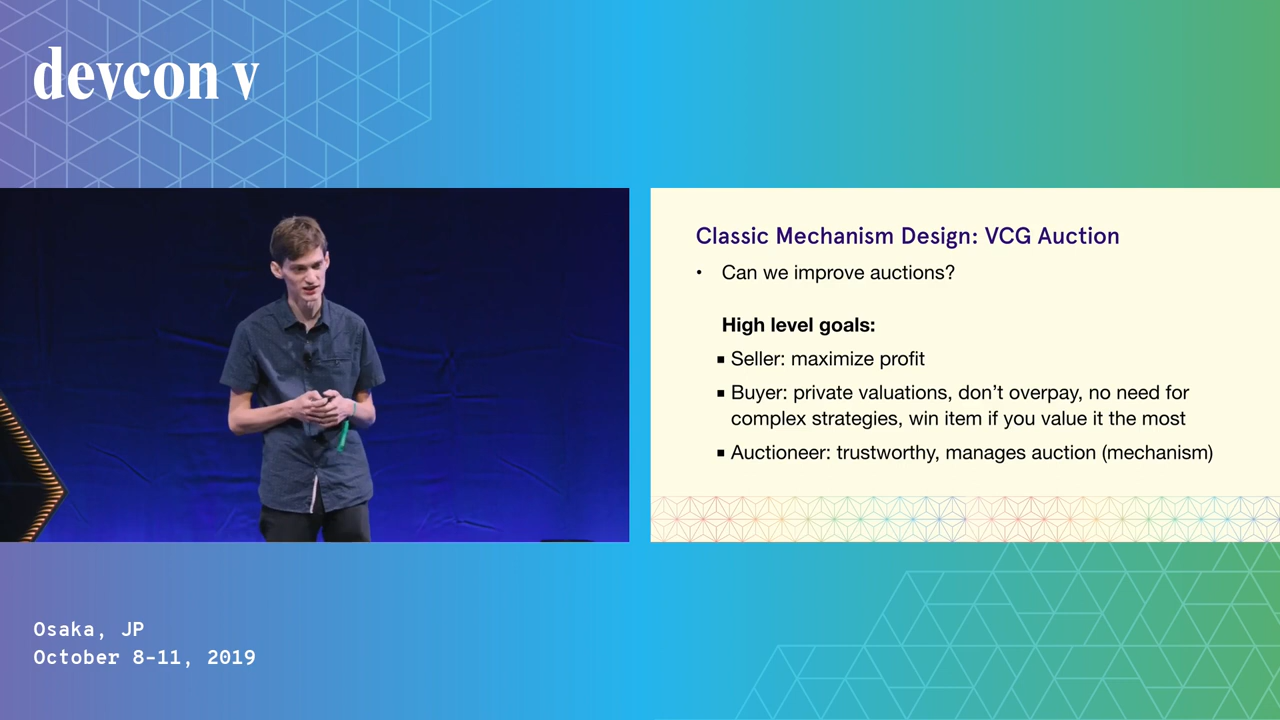 devcon v
Classic Mechanism Design: VCG Auction
• Can we improve auctions?
High level goals:
▪ Seller: maximize profit
▪ Buyer: private valuations, don’t overpay, no need for
complex strategies, win item if you value it the most
▪ Auctioneer: trustworthy, manages auction (mechanism)
Osaka, JP
October 8-11, 2019